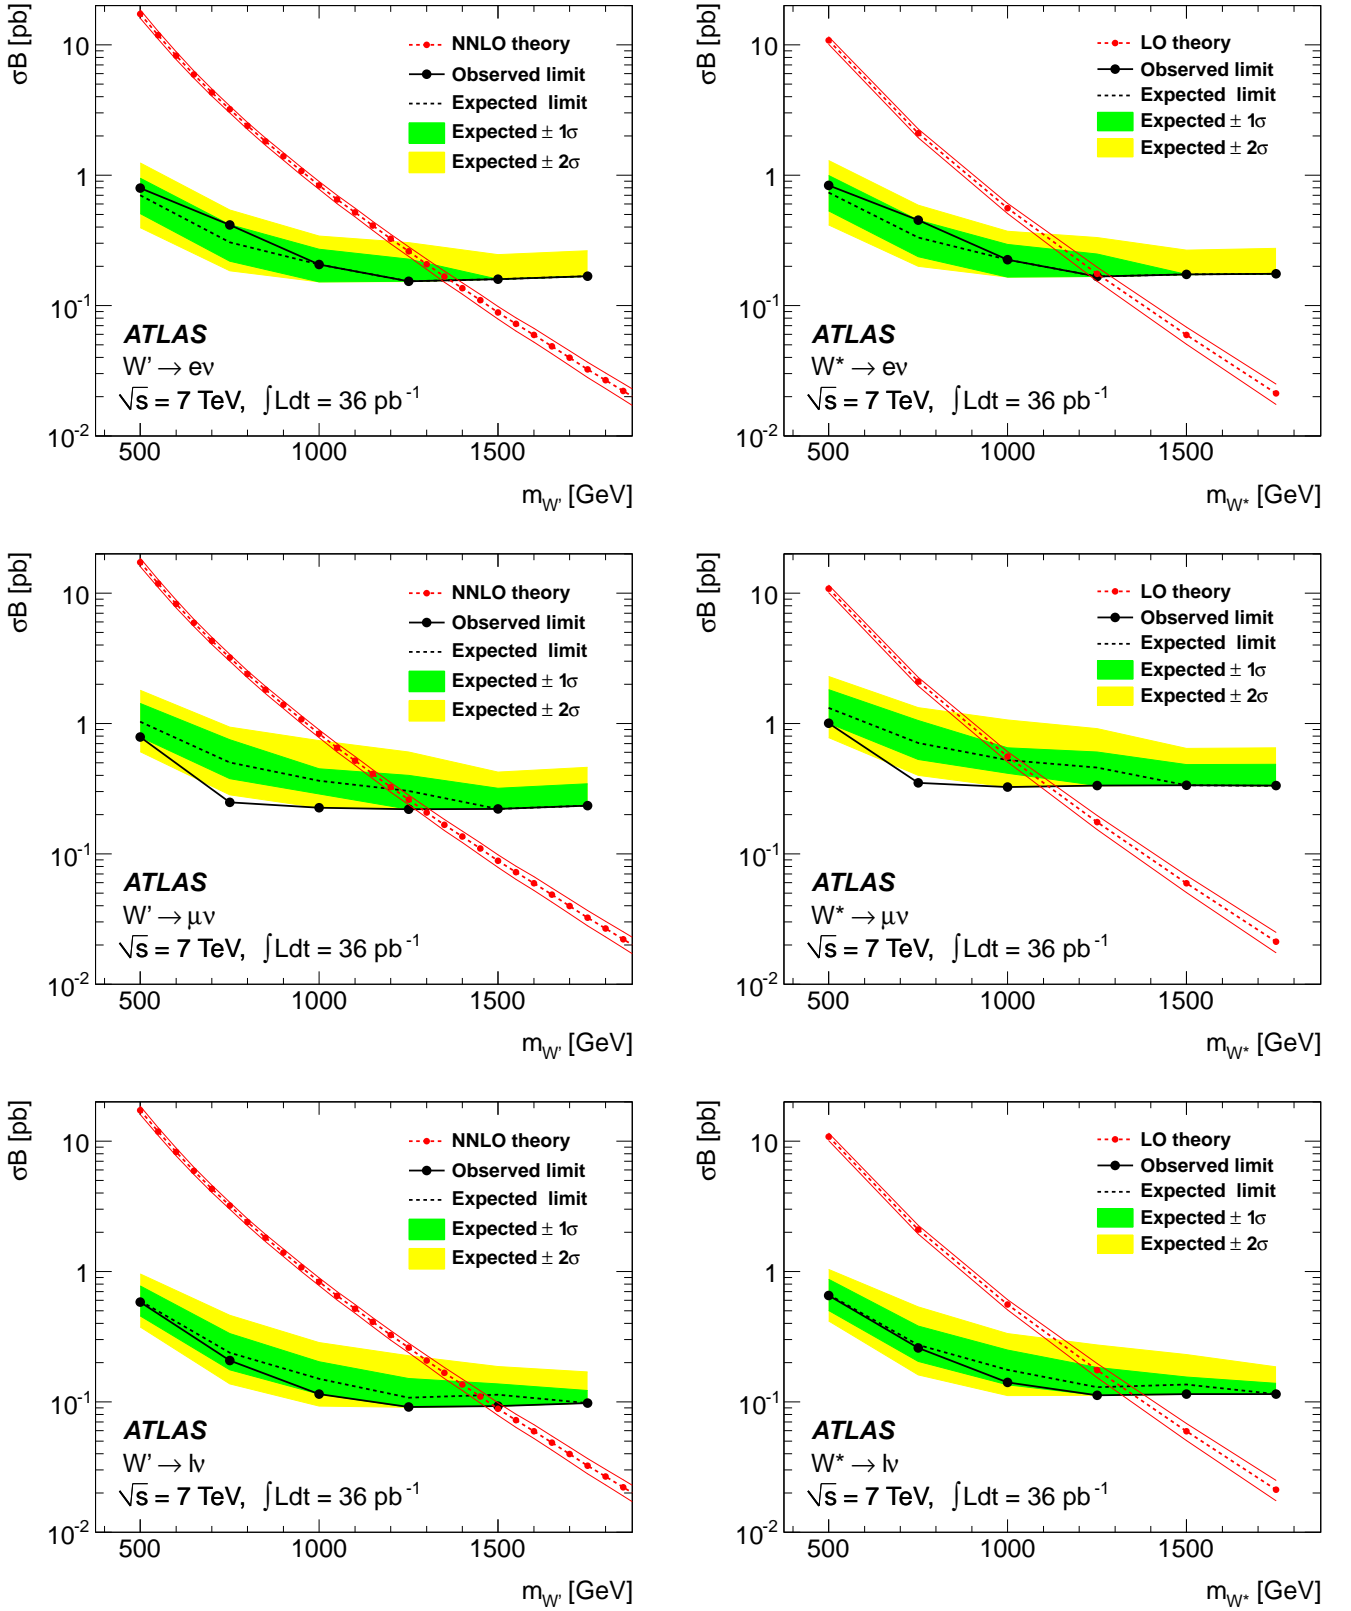 σB [pb]
10
1
10-1
10-2
NNLO theory
Observed limit
Expected limit
Expected ± 1σ
Expected ± 2σ
ATLAS
W' → eν
√s = 7 TeV, ∫Ldt = 36 pb-1
500 1000 1500
mW' [GeV]
σB [pb]
10
1
10-1
10-2
LO theory
Observed limit
Expected limit
Expected ± 1σ
Expected ± 2σ
ATLAS
W* → eν
√s = 7 TeV, ∫Ldt = 36 pb-1
500 1000 1500
mW* [GeV]
σB [pb]
10
1
10-1
10-2
NNLO theory
Observed limit
Expected limit
Expected ± 1σ
Expected ± 2σ
ATLAS
W' → μν
√s = 7 TeV, ∫Ldt = 36 pb-1
500 1000 1500
mW' [GeV]
σB [pb]
10
1
10-1
10-2
LO theory
Observed limit
Expected limit
Expected ± 1σ
Expected ± 2σ
ATLAS
W* → μν
√s = 7 TeV, ∫Ldt = 36 pb-1
500 1000 1500
mW* [GeV]
σB [pb]
10
1
10-1
10-2
NNLO theory
Observed limit
Expected limit
Expected ± 1σ
Expected ± 2σ
ATLAS
W' → lν
√s = 7 TeV, ∫Ldt = 36 pb-1
500 1000 1500
mW' [GeV]
σB [pb]
10
1
10-1
10-2
LO theory
Observed limit
Expected limit
Expected ± 1σ
Expected ± 2σ
ATLAS
W* → lν
√s = 7 TeV, ∫Ldt = 36 pb-1
500 1000 1500
mW* [GeV]